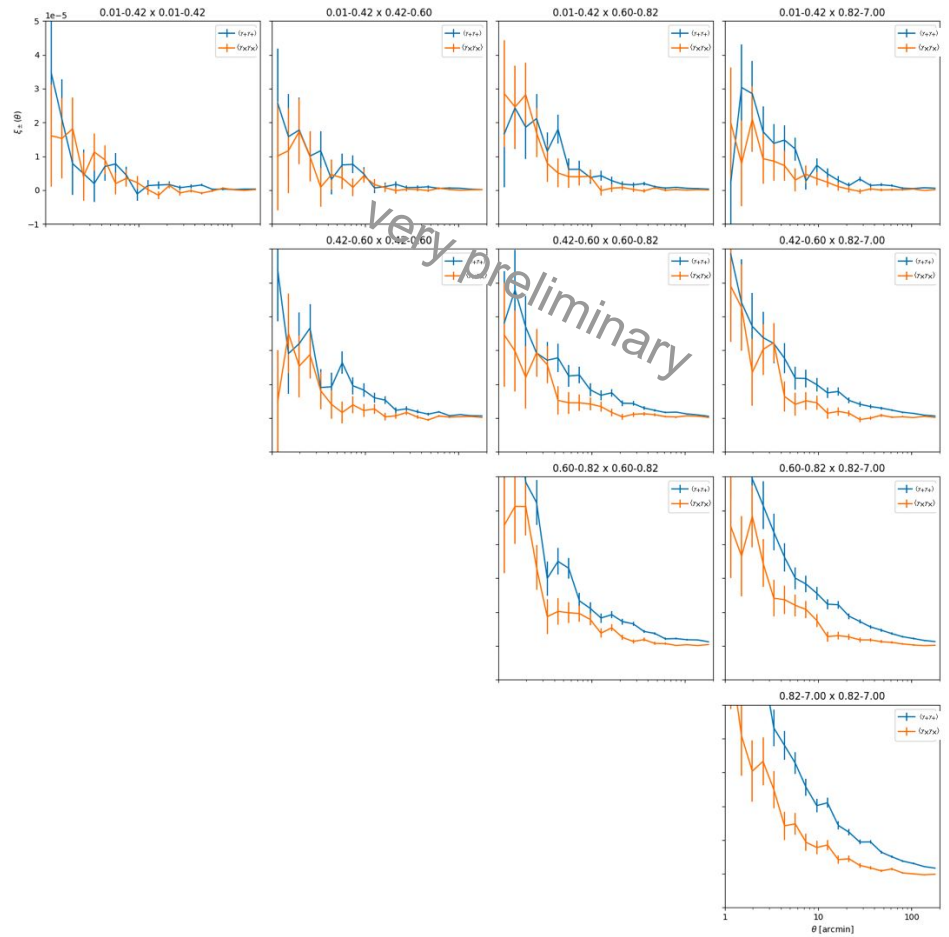 0.01-0.42 x 0.01-0.42
0.01-0.42 x 0.42-0.60
0.01-0.42 x 0.60-0.82
0.01-0.42 x 0.82-7.00
1e−5
5
4
3
2
1
0
−1
ξ±(θ)
⟨γ+γ+⟩
⟨γ×γ×⟩
⟨γ+γ+⟩
⟨γ×γ×⟩
⟨γ+γ+⟩
⟨γ×γ×⟩
⟨γ+γ+⟩
⟨γ×γ×⟩
very preliminary
0.42-0.60 x 0.42-0.60
0.42-0.60 x 0.60-0.82
0.42-0.60 x 0.82-7.00
⟨γ+γ+⟩
⟨γ×γ×⟩
⟨γ+γ+⟩
⟨γ×γ×⟩
⟨γ+γ+⟩
⟨γ×γ×⟩
0.60-0.82 x 0.60-0.82
0.60-0.82 x 0.82-7.00
⟨γ+γ+⟩
⟨γ×γ×⟩
⟨γ+γ+⟩
⟨γ×γ×⟩
0.82-7.00 x 0.82-7.00
⟨γ+γ+⟩
⟨γ×γ×⟩
1
10
100
θ [arcmin]